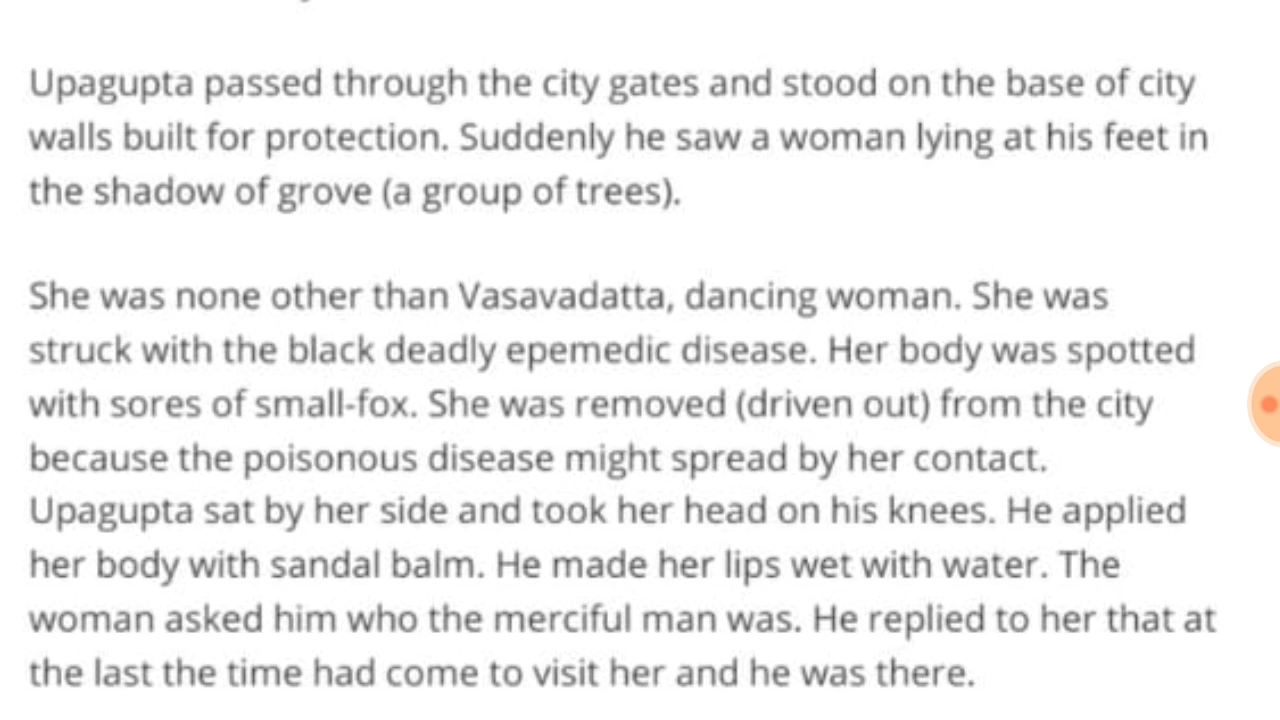 Upagupta passed through the city gates and stood on the base of city
walls built for protection. Suddenly he saw a woman lying at his feet in
the shadow of grove (a group of trees).
She was none other than Vasavadatta, dancing woman. She was
struck with the black deadly epemedic disease. Her body was spotted
with sores of small-fox. She was removed (driven out) from the city
because the poisonous disease might spread by her contact.
Upagupta sat by her side and took her head on his knees. He applied
her body with sandal balm. He made her lips wet with water. The
woman asked him who the merciful man was. He replied to her that at
the last the time had come to visit her and he was there.